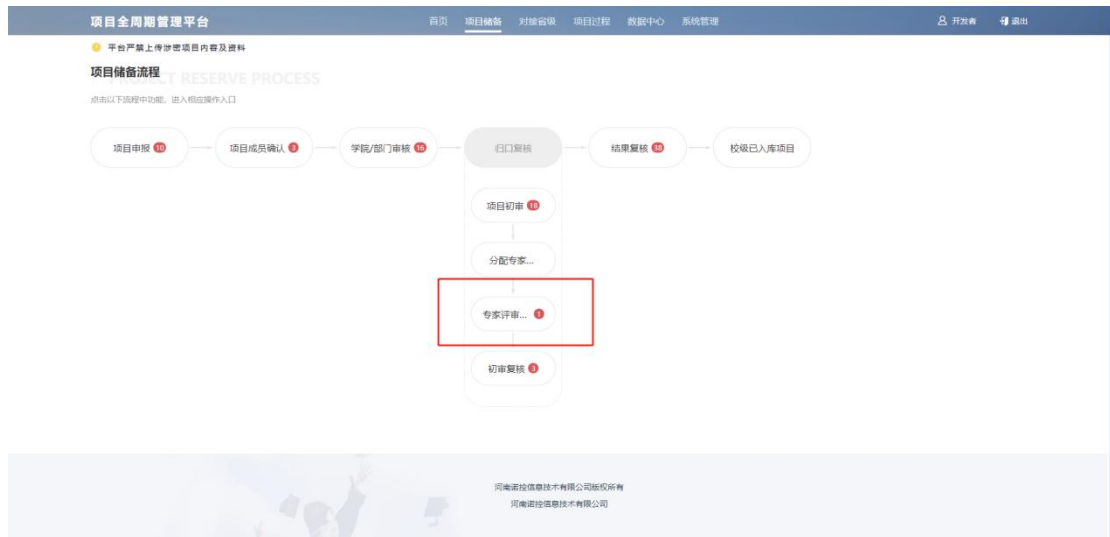 项目全周期管理平台 首页 项目储备 对接省级 项目过程 数据中心 系统管理 开发者 退出
平台严禁上传涉密项目内容及资料
项目储备流程
PROJECT RESERVE PROCESS
点击以下流程中功能，进入相应操作入口
项目申报 10 项目成员确认 3 学院/部门审核 16 归口复核 结果复核 38 校级已入库项目
项目初审 18
分配专家...
专家评审... 1
初审复核 3
河南诺控信息技术有限公司版权所有
河南诺控信息技术有限公司